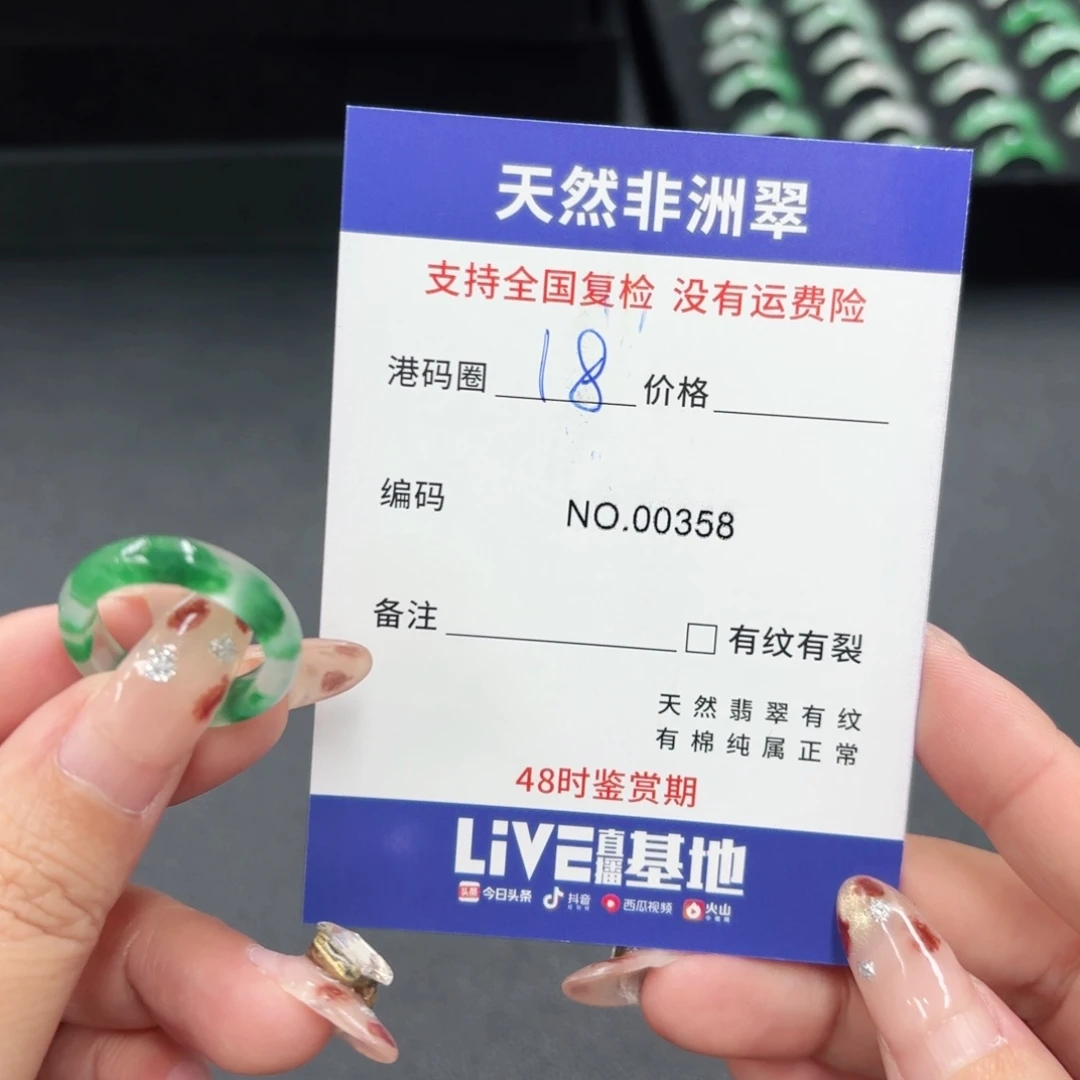 天然非洲翠
支持全国复检 没有运费险
港码圈 18 价格
编码 NO.00358
备注 有纹有裂
天然翡翠有纹
有棉纯属正常
48时鉴赏期
LiVE直播基地
头条 今日头条 抖音 西瓜视频 火山